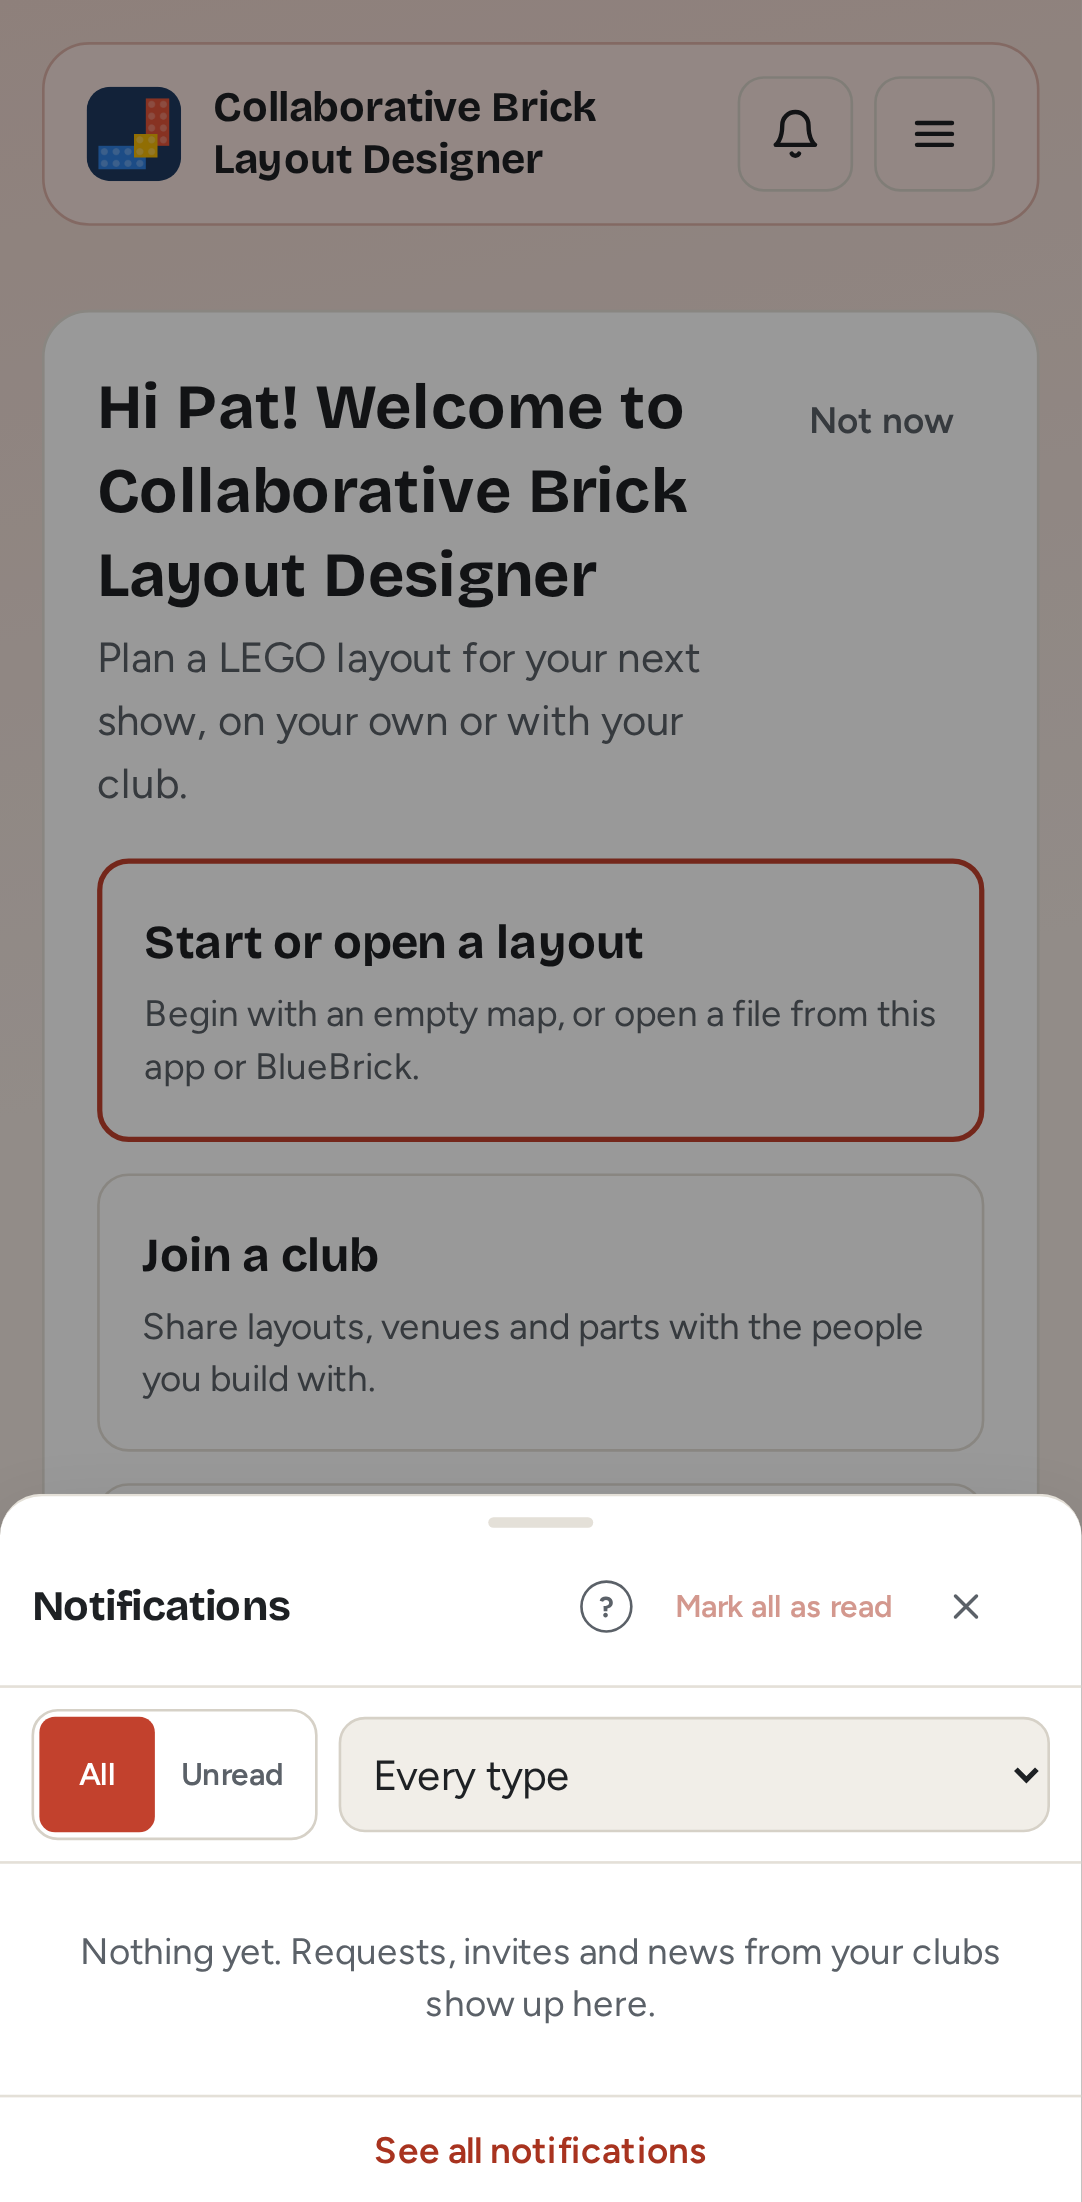 Collaborative Brick
Layout Designer
Hi Pat! Welcome to
Collaborative Brick
Layout Designer
Not now
Plan a LEGO layout for your next
show, on your own or with your
club.
Start or open a layout
Begin with an empty map, or open a file from this
app or BlueBrick.
Join a club
Share layouts, venues and parts with the people
you build with.
Notifications
?
Mark all as read
All
Unread
Every type
Nothing yet. Requests, invites and news from your clubs
show up here.
See all notifications